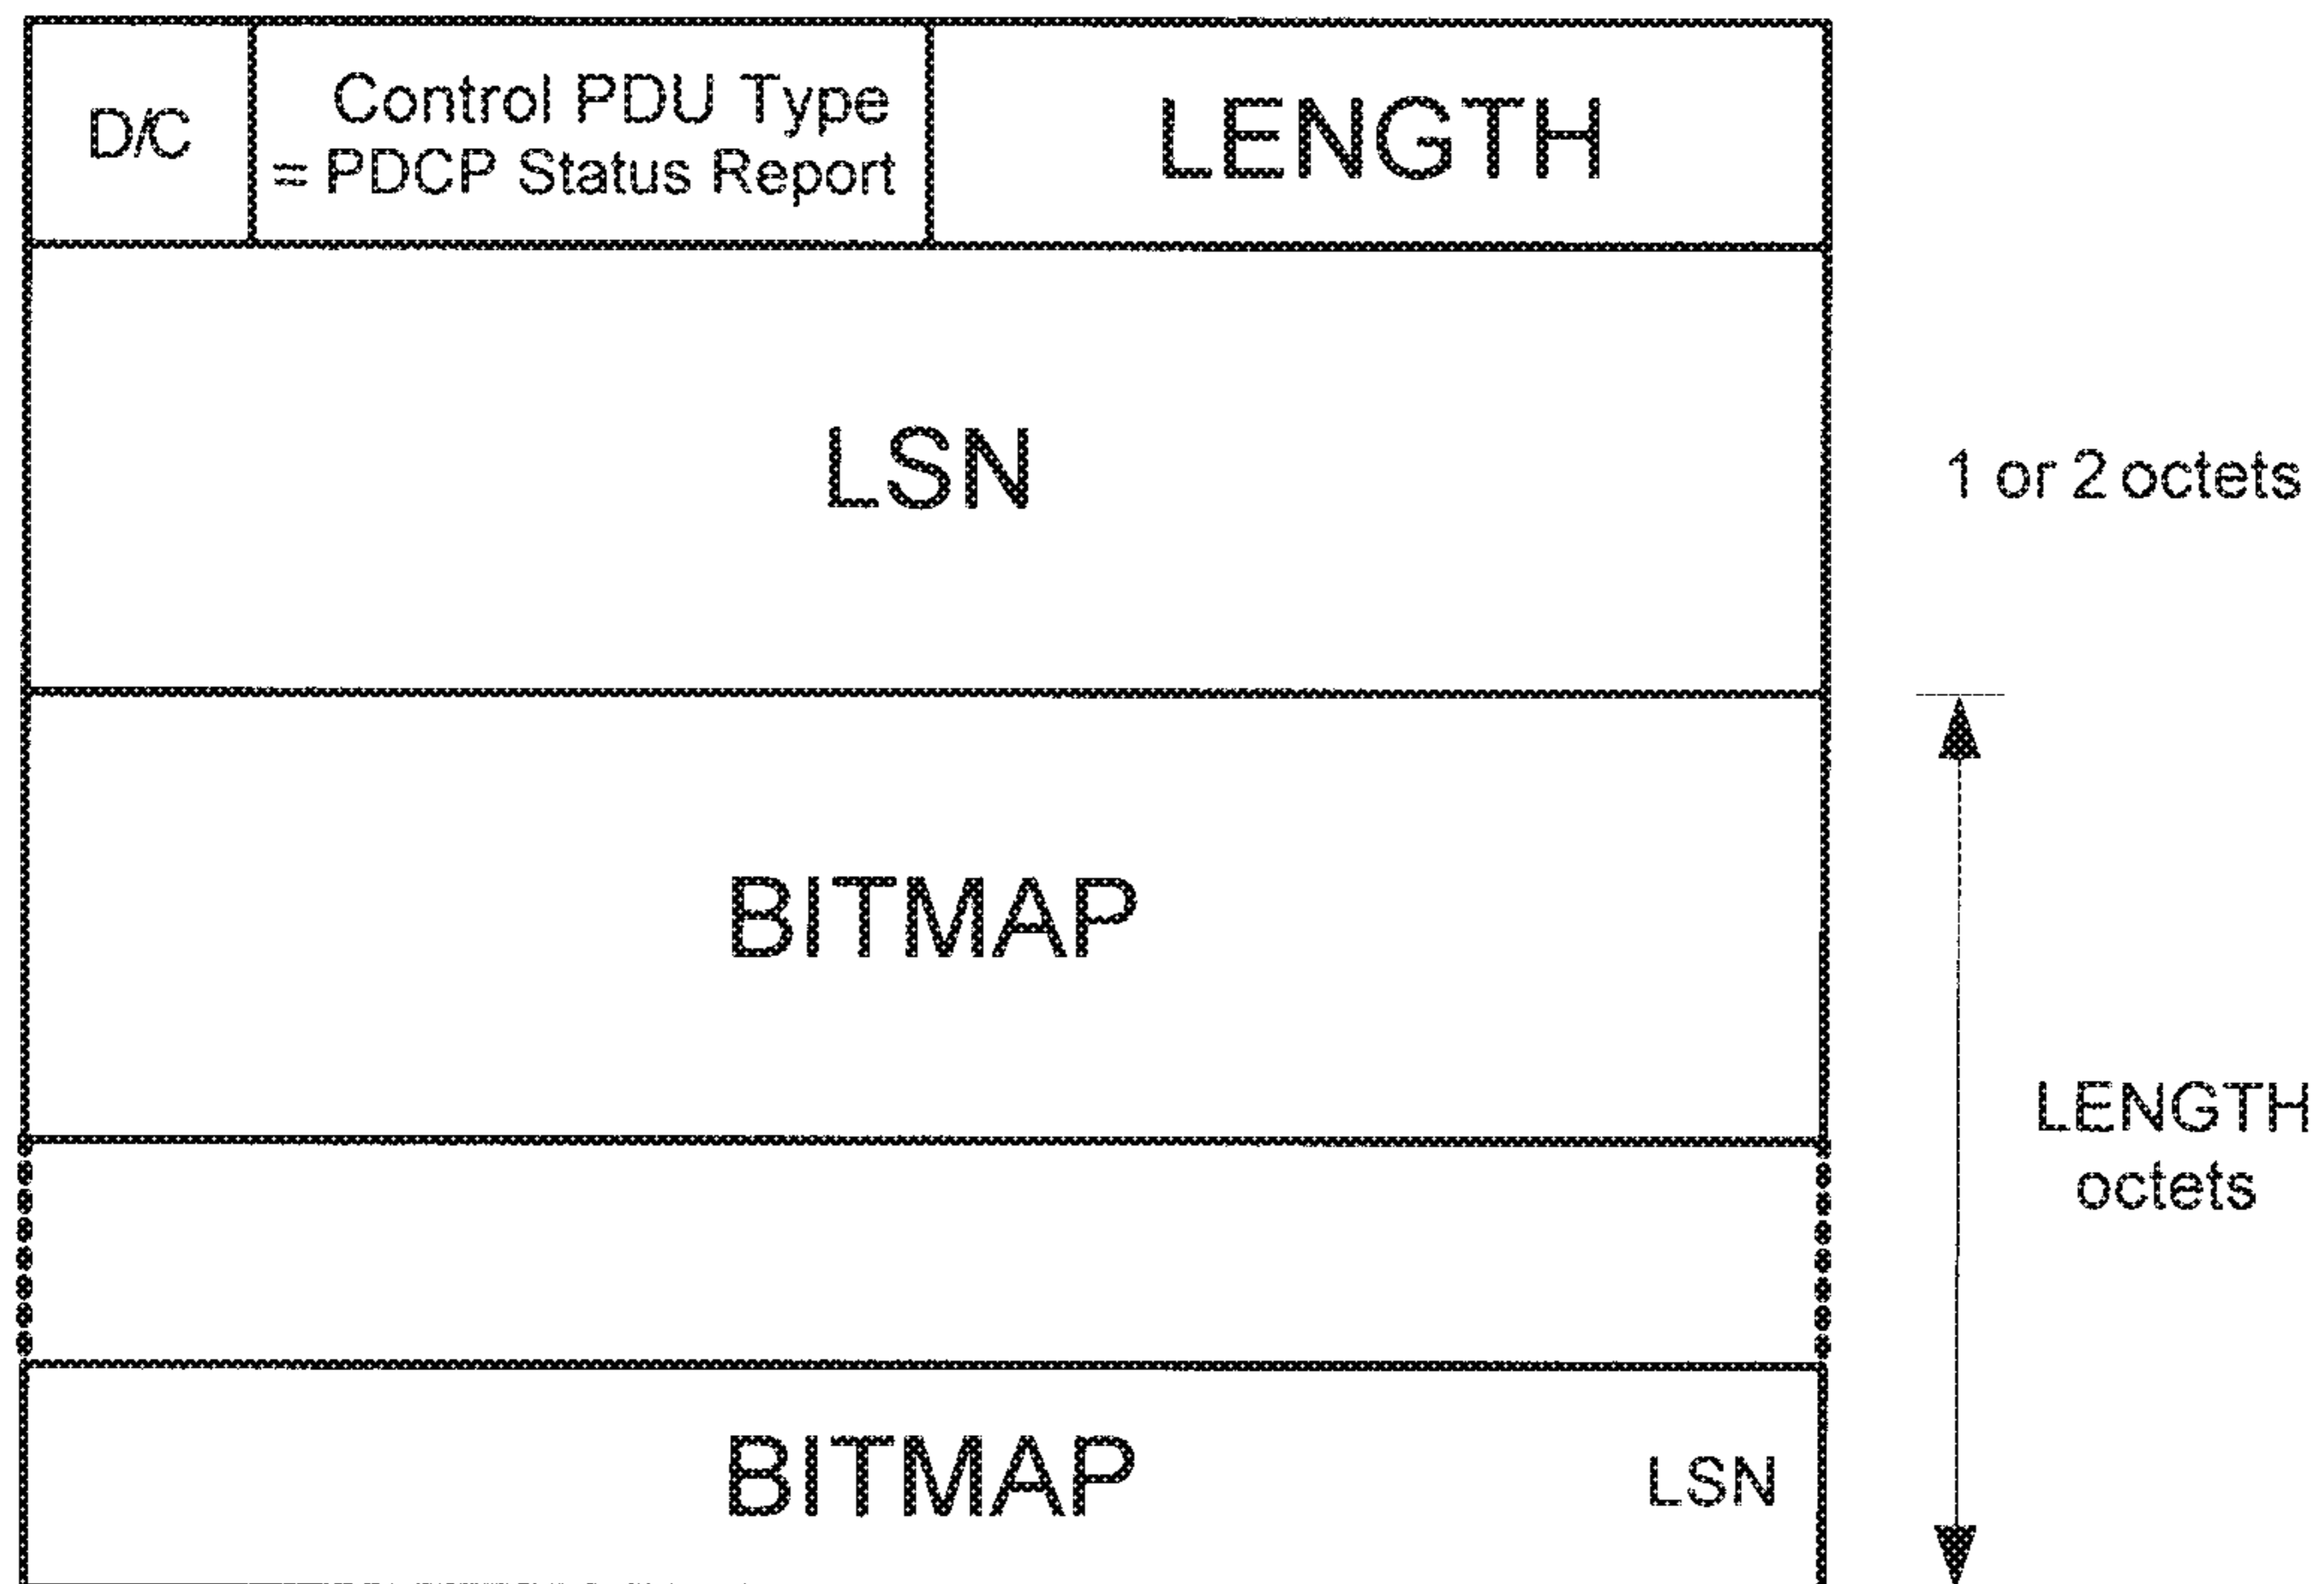 D/C
Control PDU Type
= PDCP Status Report
LENGTH
LSN
1 or 2 octets
BITMAP
LENGTH
octets
BITMAP
LSN